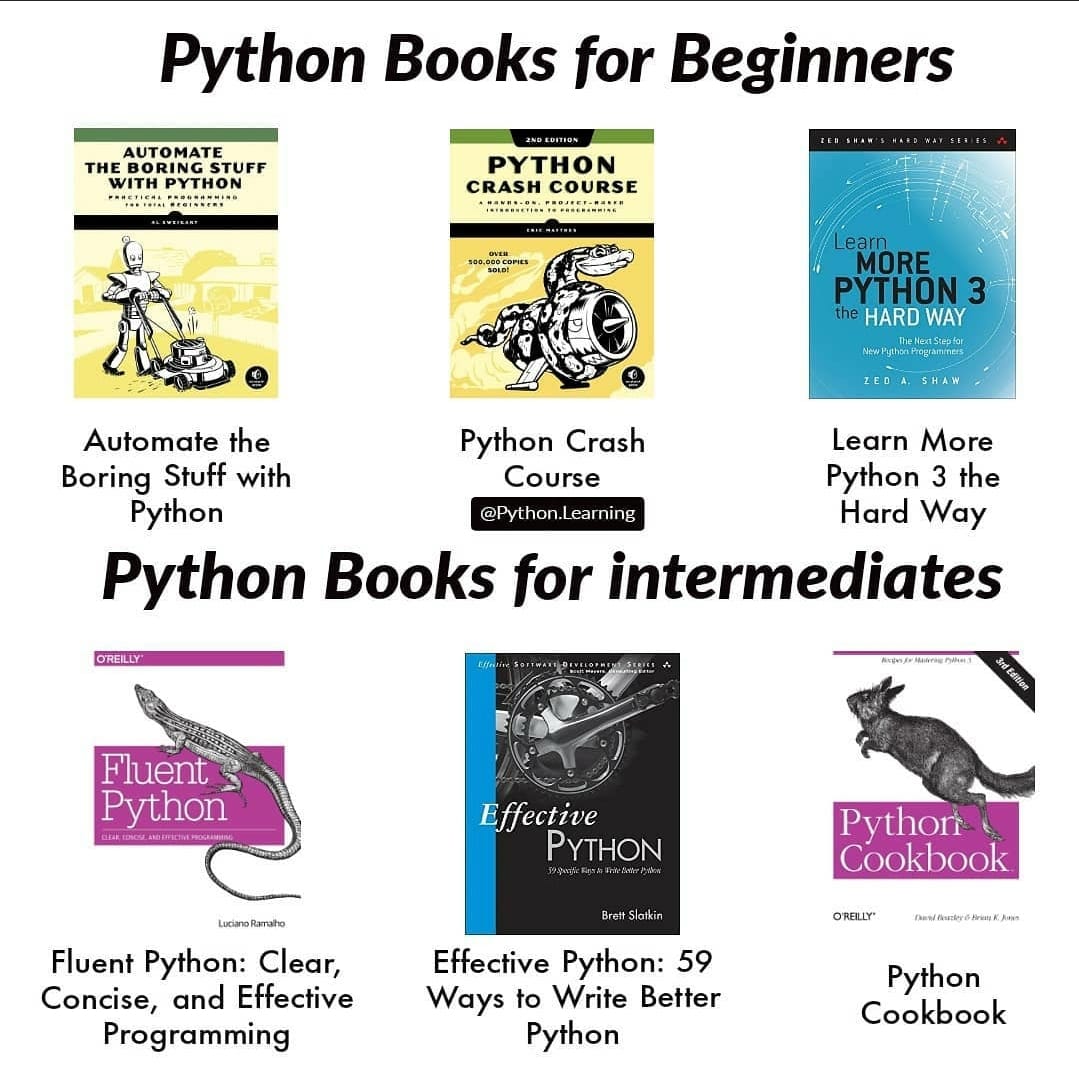 Python Books for Beginners
AUTOMATE
THE BORING STUFF
WITH PYTHON
PRACTICAL PROGRAMMING
FOR TOTAL BEGINNERS
AL SWEIGART
2ND EDITION
PYTHON
CRASH COURSE
A HANDS-ON, PROJECT-BASED
INTRODUCTION TO PROGRAMMING
ERIC MATTHES
OVER
500,000 COPIES
SOLD!
ZED SHAW'S HARD WAY SERIES
Learn
MORE
PYTHON 3
the HARD WAY
The Next Step for
New Python Programmers
ZED A. SHAW
Automate the
Boring Stuff with
Python
Python Crash
Course
@Python.Learning
Learn More
Python 3 the
Hard Way
Python Books for intermediates
O'REILLY®
Fluent
Python
CLEAR, CONCISE, AND EFFECTIVE PROGRAMMING
Luciano Ramalho
Effective SOFTWARE DEVELOPMENT SERIES
Scott Meyers, Consulting Editor
Effective
PYTHON
59 Specific Ways to Write Better Python
Brett Slatkin
Recipes for Mastering Python 3
3rd Edition
Python
Cookbook
O'REILLY®
David Beazley & Brian K. Jones
Fluent Python: Clear,
Concise, and Effective
Programming
Effective Python: 59
Ways to Write Better
Python
Python
Cookbook